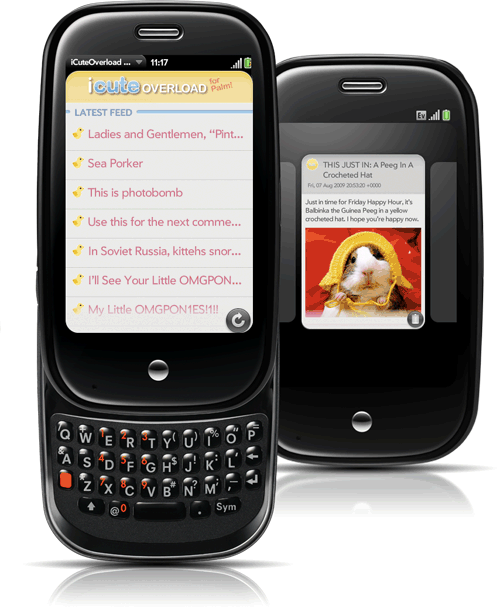 iCuteOverload ... 11:17
i cute OVERLOAD for Palm!
LATEST FEED
Ladies and Gentlemen, “Pint...
Sea Porker
This is photobomb
Use this for the next comme...
In Soviet Russia, kittehs snor...
I'll See Your Little OMGPON...
My Little OMGPON1ES!1!!
Ev
THIS JUST IN: A Peeg In A
Crocheted Hat
Fri, 07 Aug 2009 20:53:20 +0000
Just in time for Friday Happy Hour, it's
Balbinka the Guinea Peeg in a yellow
crocheted hat. I hope you're happy now.
Q W E R T Y U I O P
A S D F G H J K L
Z X C V B N M
@ 0 . Sym